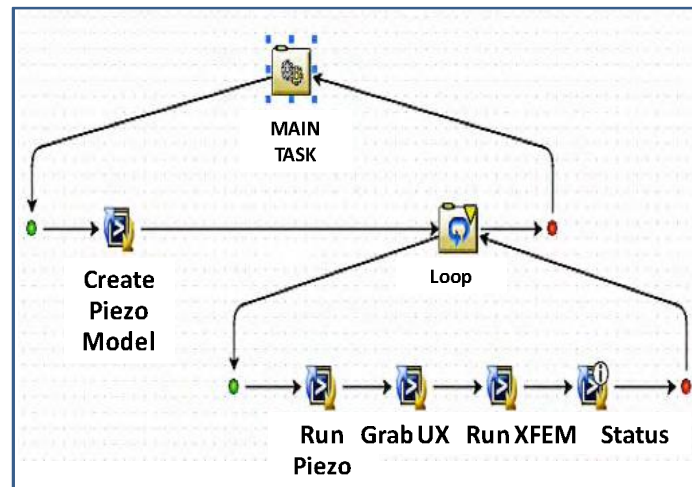 MAIN
TASK
Create
Piezo
Model
Loop
Run
Piezo
Grab UX
Run XFEM
Status